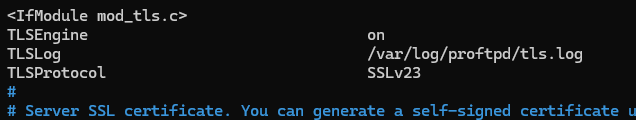 <IfModule mod_tls.c>
TLSEngine on
TLSLog /var/log/proftpd/tls.log
TLSProtocol SSLv23
#
# Server SSL certificate. You can generate a self-signed certificate u